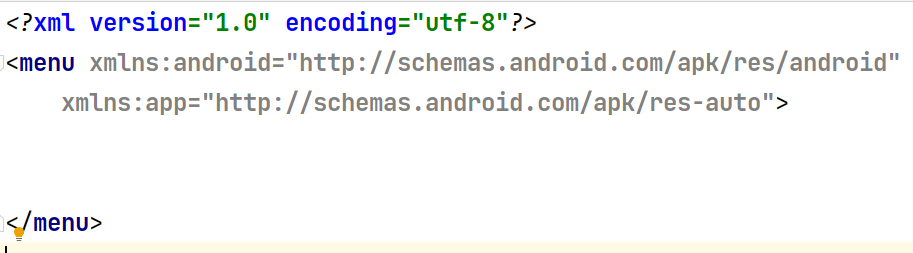 <?xml version="1.0" encoding="utf-8"?>
<menu xmlns:android="http://schemas.android.com/apk/res/android"
    xmlns:app="http://schemas.android.com/apk/res-auto">
</menu>